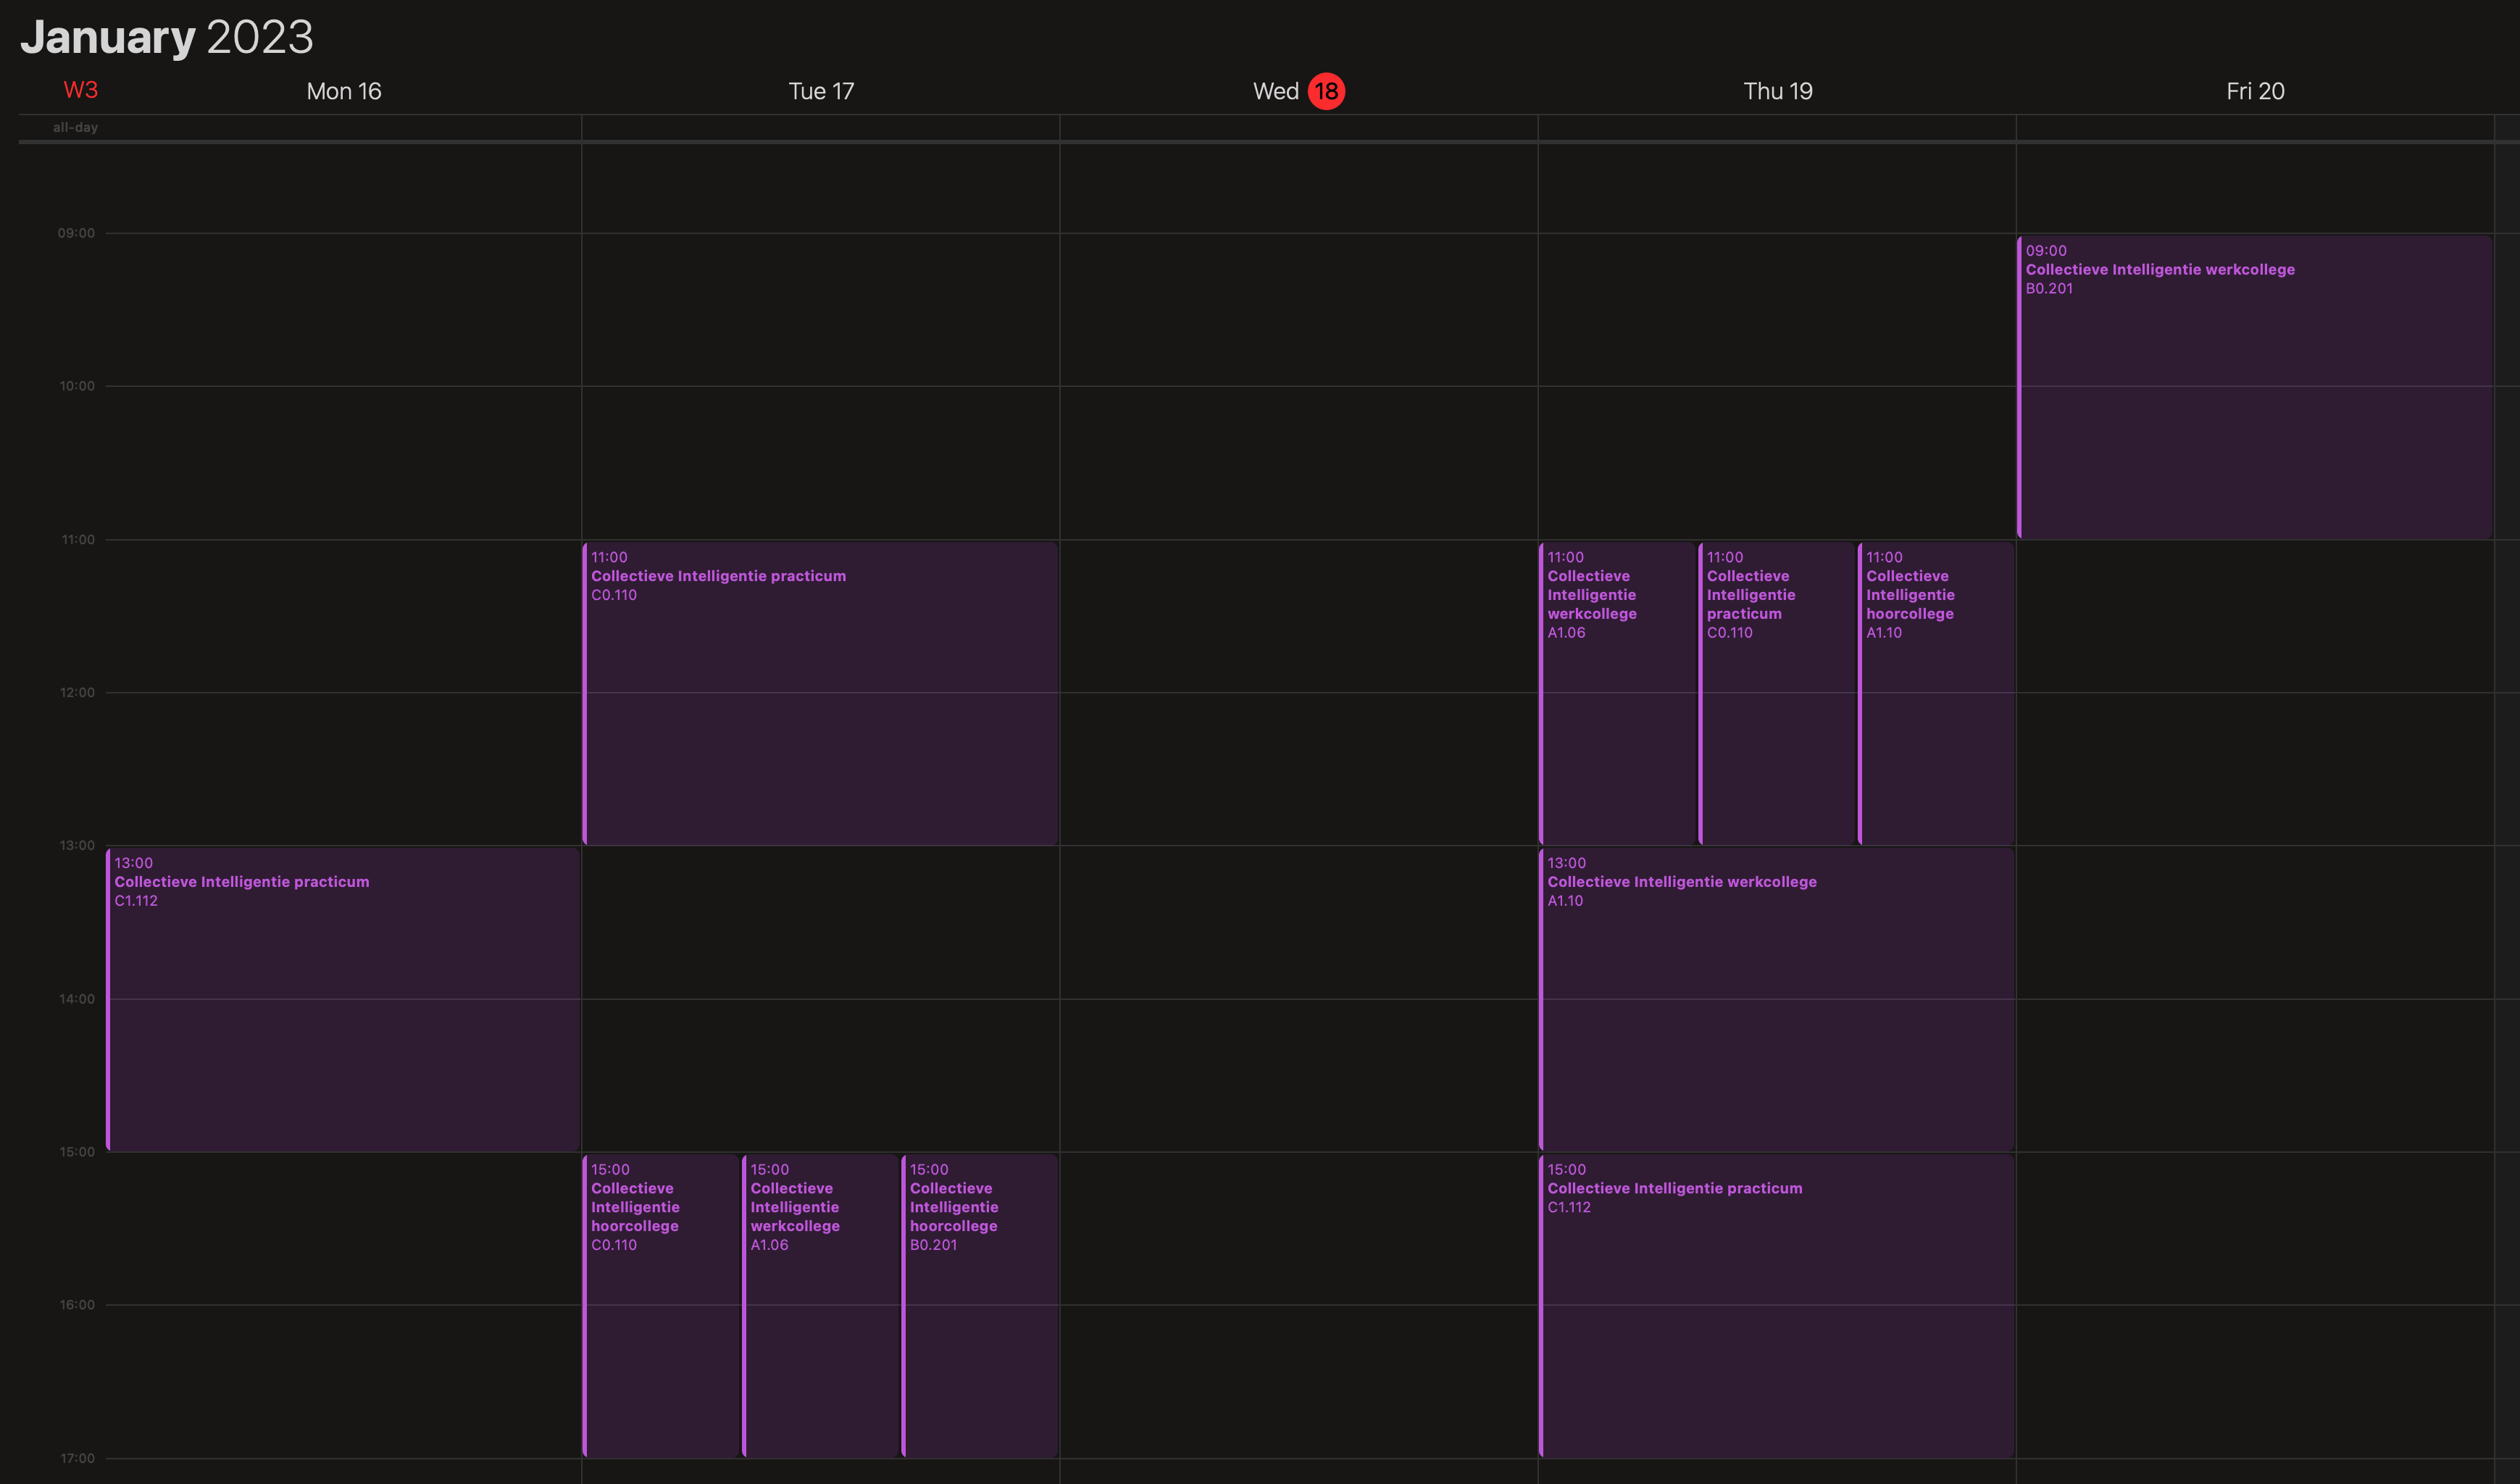 January 2023
W3 Mon 16 Tue 17 Wed 18 Thu 19 Fri 20
all-day
09:00
10:00
11:00
12:00
13:00
14:00
15:00
16:00
17:00
13:00
Collectieve Intelligentie practicum
C1.112
11:00
Collectieve Intelligentie practicum
C0.110
15:00
Collectieve
Intelligentie
hoorcollege
C0.110
15:00
Collectieve
Intelligentie
werkcollege
A1.06
15:00
Collectieve
Intelligentie
hoorcollege
B0.201
11:00
Collectieve
Intelligentie
werkcollege
A1.06
11:00
Collectieve
Intelligentie
practicum
C0.110
11:00
Collectieve
Intelligentie
hoorcollege
A1.10
13:00
Collectieve Intelligentie werkcollege
A1.10
15:00
Collectieve Intelligentie practicum
C1.112
09:00
Collectieve Intelligentie werkcollege
B0.201